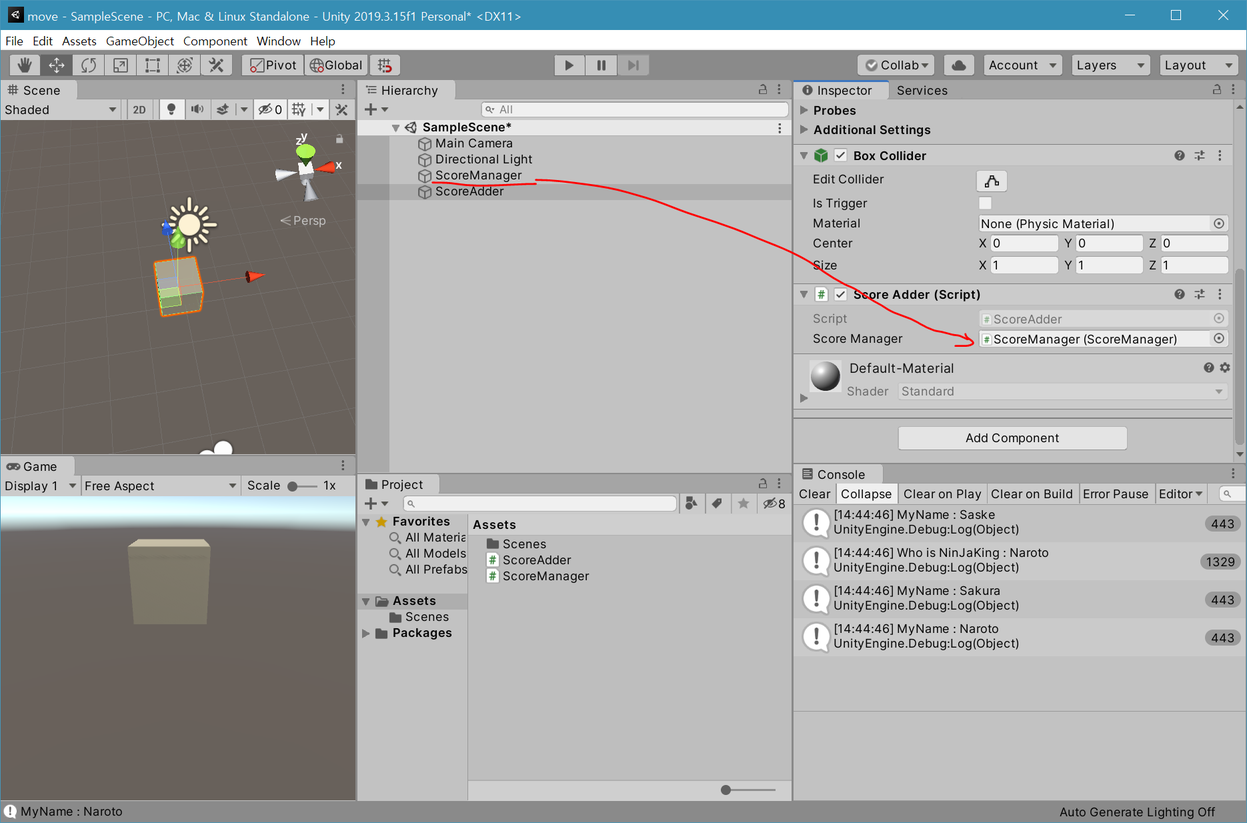 move - SampleScene - PC, Mac & Linux Standalone - Unity 2019.3.15f1 Personal* <DX11>
File Edit Assets GameObject Component Window Help
Pivot Global Collab Account Layers Layout
Scene
Shaded 2D 0
y
z
x
Persp
Game
Display 1 Free Aspect Scale 1x
Hierarchy
All
SampleScene*
Main Camera
Directional Light
ScoreManager
ScoreAdder
Project
8
Favorites
All Materia
All Models
All Prefabs
Assets
Scenes
Packages
Assets
Scenes
ScoreAdder
ScoreManager
Inspector Services
Probes
Additional Settings
Box Collider
Edit Collider
Is Trigger
Material None (Physic Material)
Center X 0 Y 0 Z 0
Size X 1 Y 1 Z 1
# Score Adder (Script)
Script # ScoreAdder
Score Manager # ScoreManager (ScoreManager)
Default-Material
Shader Standard
Add Component
Console
Clear Collapse Clear on Play Clear on Build Error Pause Editor
[14:44:46] MyName : Saske
UnityEngine.Debug:Log(Object) 443
[14:44:46] Who is NinJaKing : Naroto
UnityEngine.Debug:Log(Object) 1329
[14:44:46] MyName : Sakura
UnityEngine.Debug:Log(Object) 443
[14:44:46] MyName : Naroto
UnityEngine.Debug:Log(Object) 443
MyName : Naroto Auto Generate Lighting Off